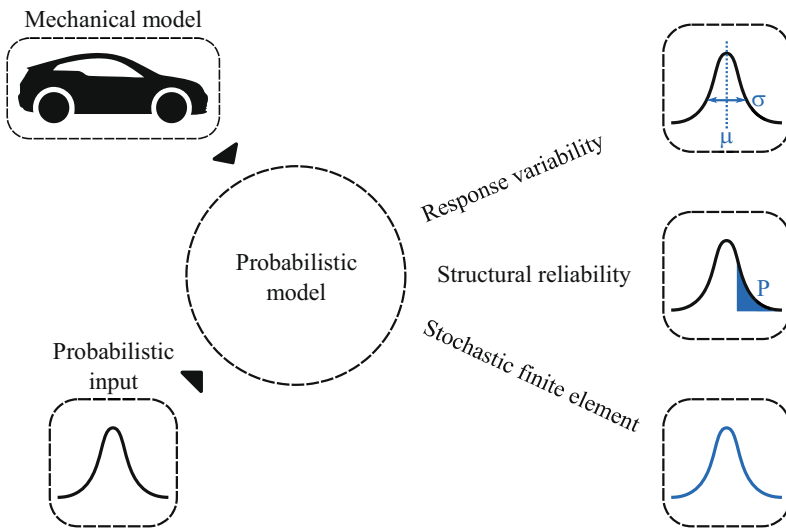 Mechanical model
σ
μ
Response variability
Probabilistic
model
Structural reliability
P
Stochastic finite element
Probabilistic
input